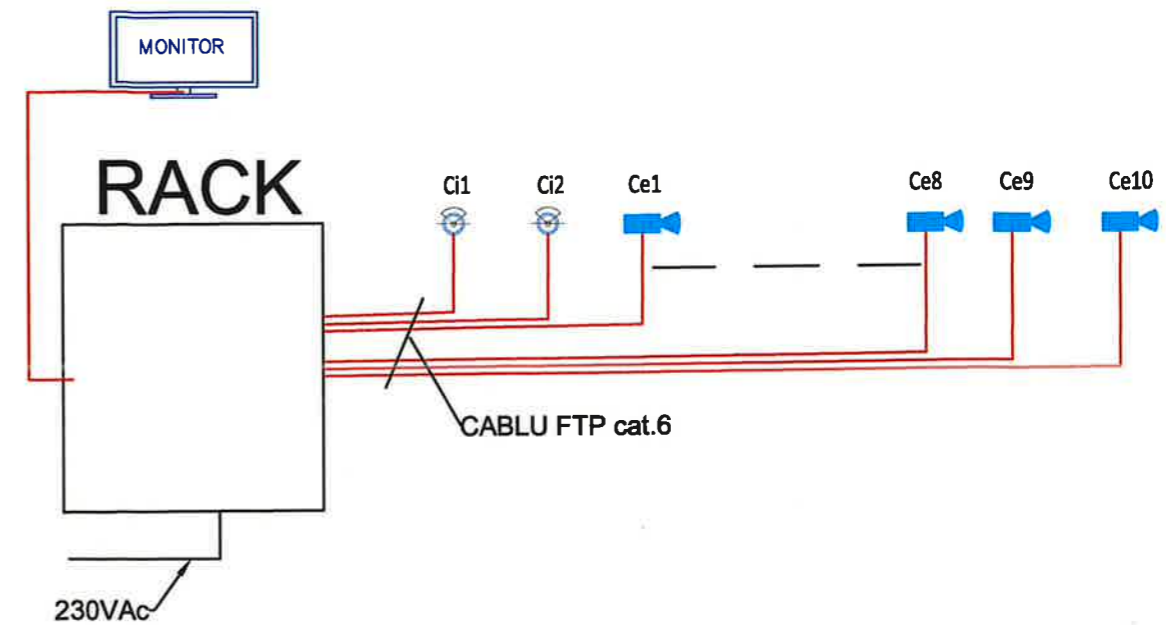 MONITOR
RACK
Ci1
Ci2
Ce1
Ce8
Ce9
Ce10
CABLU FTP cat.6
230VAc